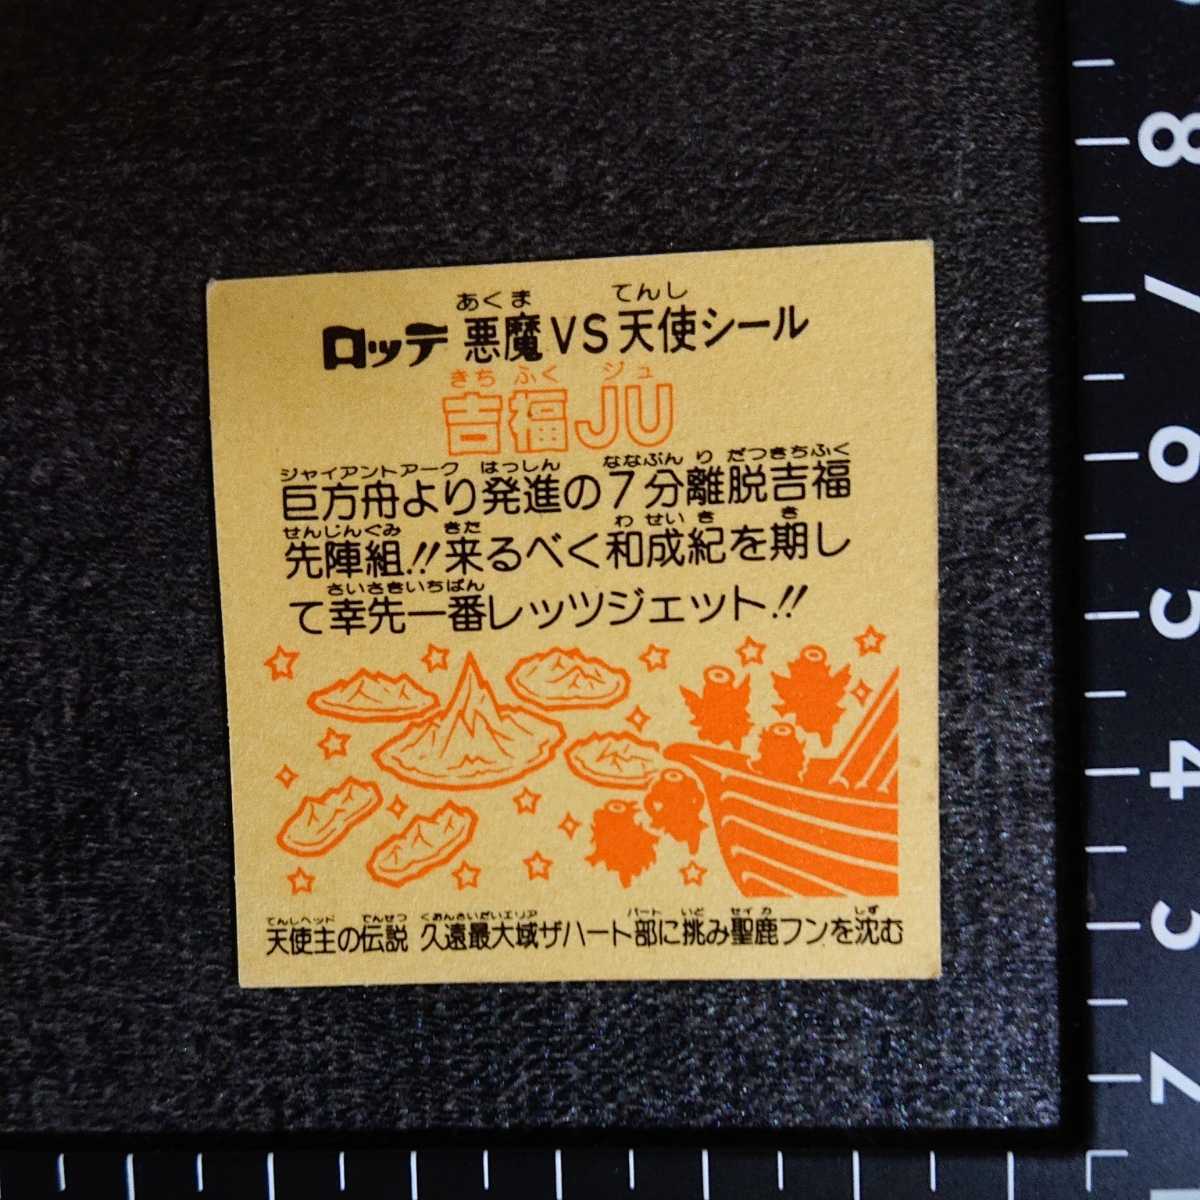 あくま てんし
ロッテ 悪魔VS天使シール
きち ふく ジュ
吉福JU
ジャイアントアーク はっしん ななぶん り だつきちふく
巨方舟より発進の7分離脱吉福
せんじんぐみ きた わ せい き き
先陣組!!来るべく和成紀を期し
さいさきいちばん
て幸先一番レッツジェット!!
てんしヘッド でんせつ くおんさいだいエリア パート いど セイ カ しず
天使主の伝説 久遠最大域ザハート部に挑み聖鹿フンを沈む
8
7
6
5
4
3
2